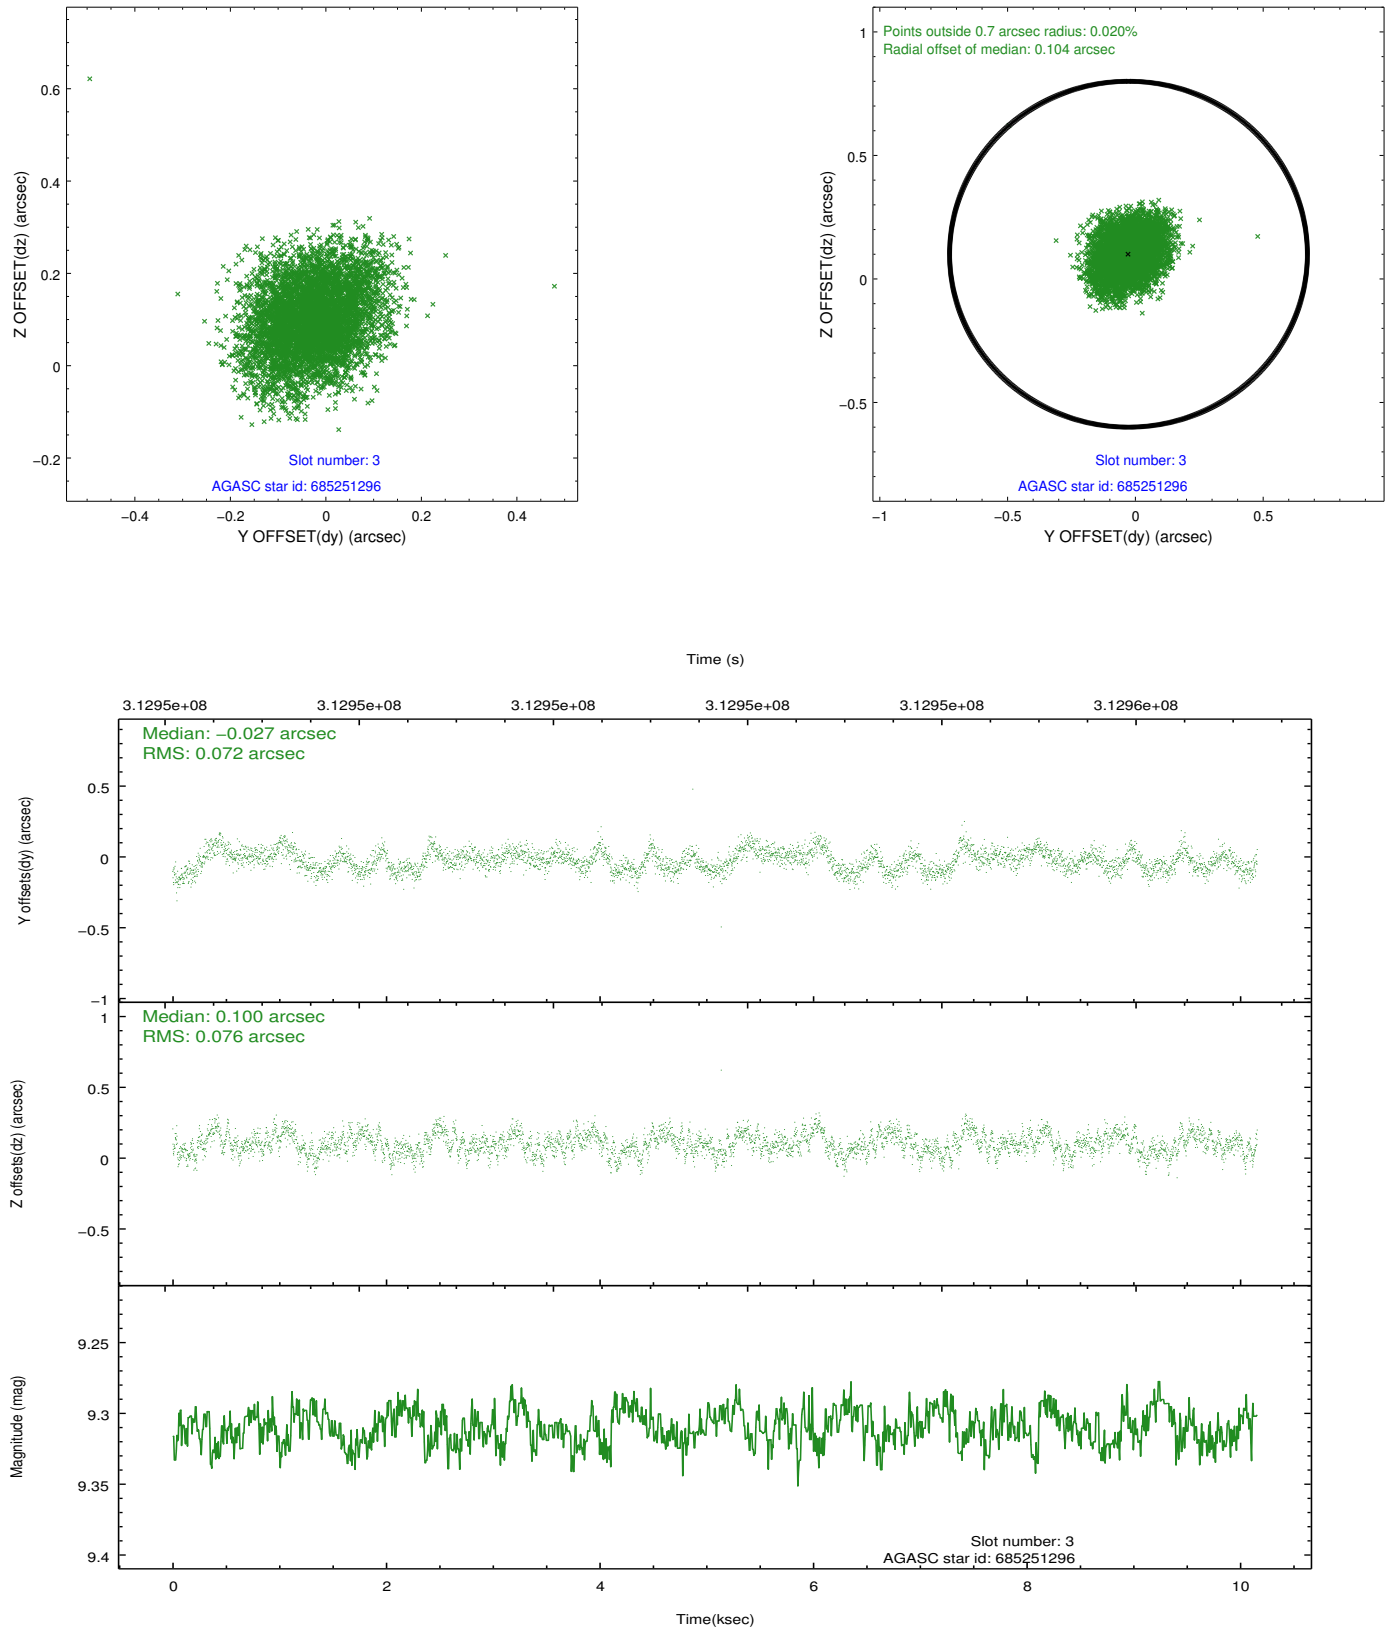 0.6
0.4
0.2
0
−0.2
Z OFFSET(dz) (arcsec)
Slot number: 3
AGASC star id: 685251296
−0.4 −0.2 0 0.2 0.4
Y OFFSET(dy) (arcsec)
Points outside 0.7 arcsec radius: 0.020%
Radial offset of median: 0.104 arcsec
1
0.5
0
−0.5
Z OFFSET(dz) (arcsec)
Slot number: 3
AGASC star id: 685251296
−1 −0.5 0 0.5
Y OFFSET(dy) (arcsec)
Time (s)
3.1295e+08 3.1295e+08 3.1295e+08 3.1295e+08 3.1295e+08 3.1296e+08
Median: −0.027 arcsec
RMS: 0.072 arcsec
0.5
0
−0.5
−1
Y offsets(dy) (arcsec)
Median: 0.100 arcsec
RMS: 0.076 arcsec
1
0.5
0
−0.5
Z offsets(dz) (arcsec)
9.25
9.3
9.35
9.4
Magnitude (mag)
Slot number: 3
AGASC star id: 685251296
0 2 4 6 8 10
Time(ksec)